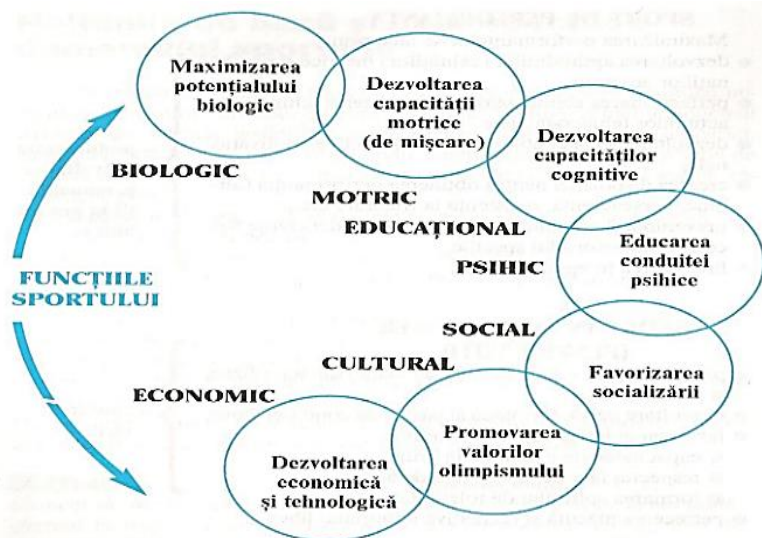 Maximizarea
potențialului
biologic
Dezvoltarea
capacității
motrice
(de mișcare)
Dezvoltarea
capacităților
cognitive
BIOLOGIC
MOTRIC
EDUCAȚIONAL
PSIHIC
Educarea
conduitei
psihice
FUNCȚIILE
SPORTULUI
SOCIAL
CULTURAL
ECONOMIC
Favorizarea
socializării
Promovarea
valorilor
olimpismului
Dezvoltarea
economică
și tehnologică